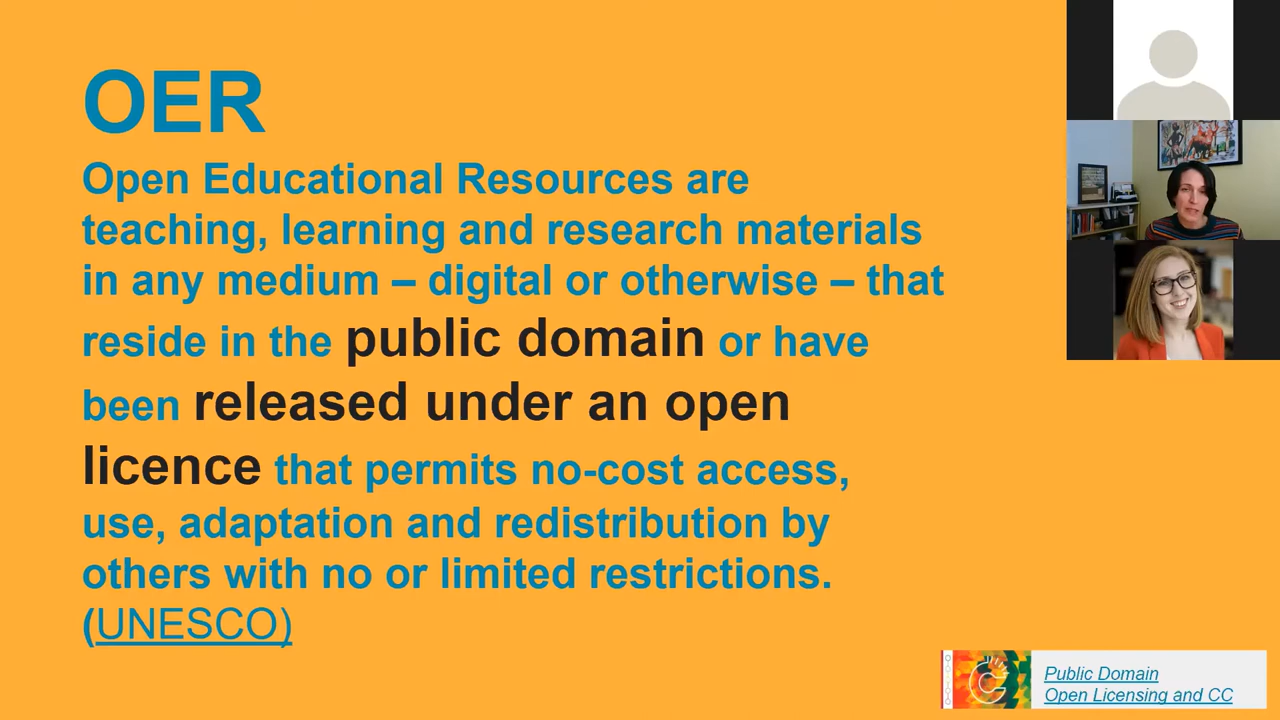 OER
Open Educational Resources are
teaching, learning and research materials
in any medium – digital or otherwise – that
reside in the public domain or have
been released under an open
licence that permits no-cost access,
use, adaptation and redistribution by
others with no or limited restrictions.
(UNESCO)
Public Domain
Open Licensing and CC